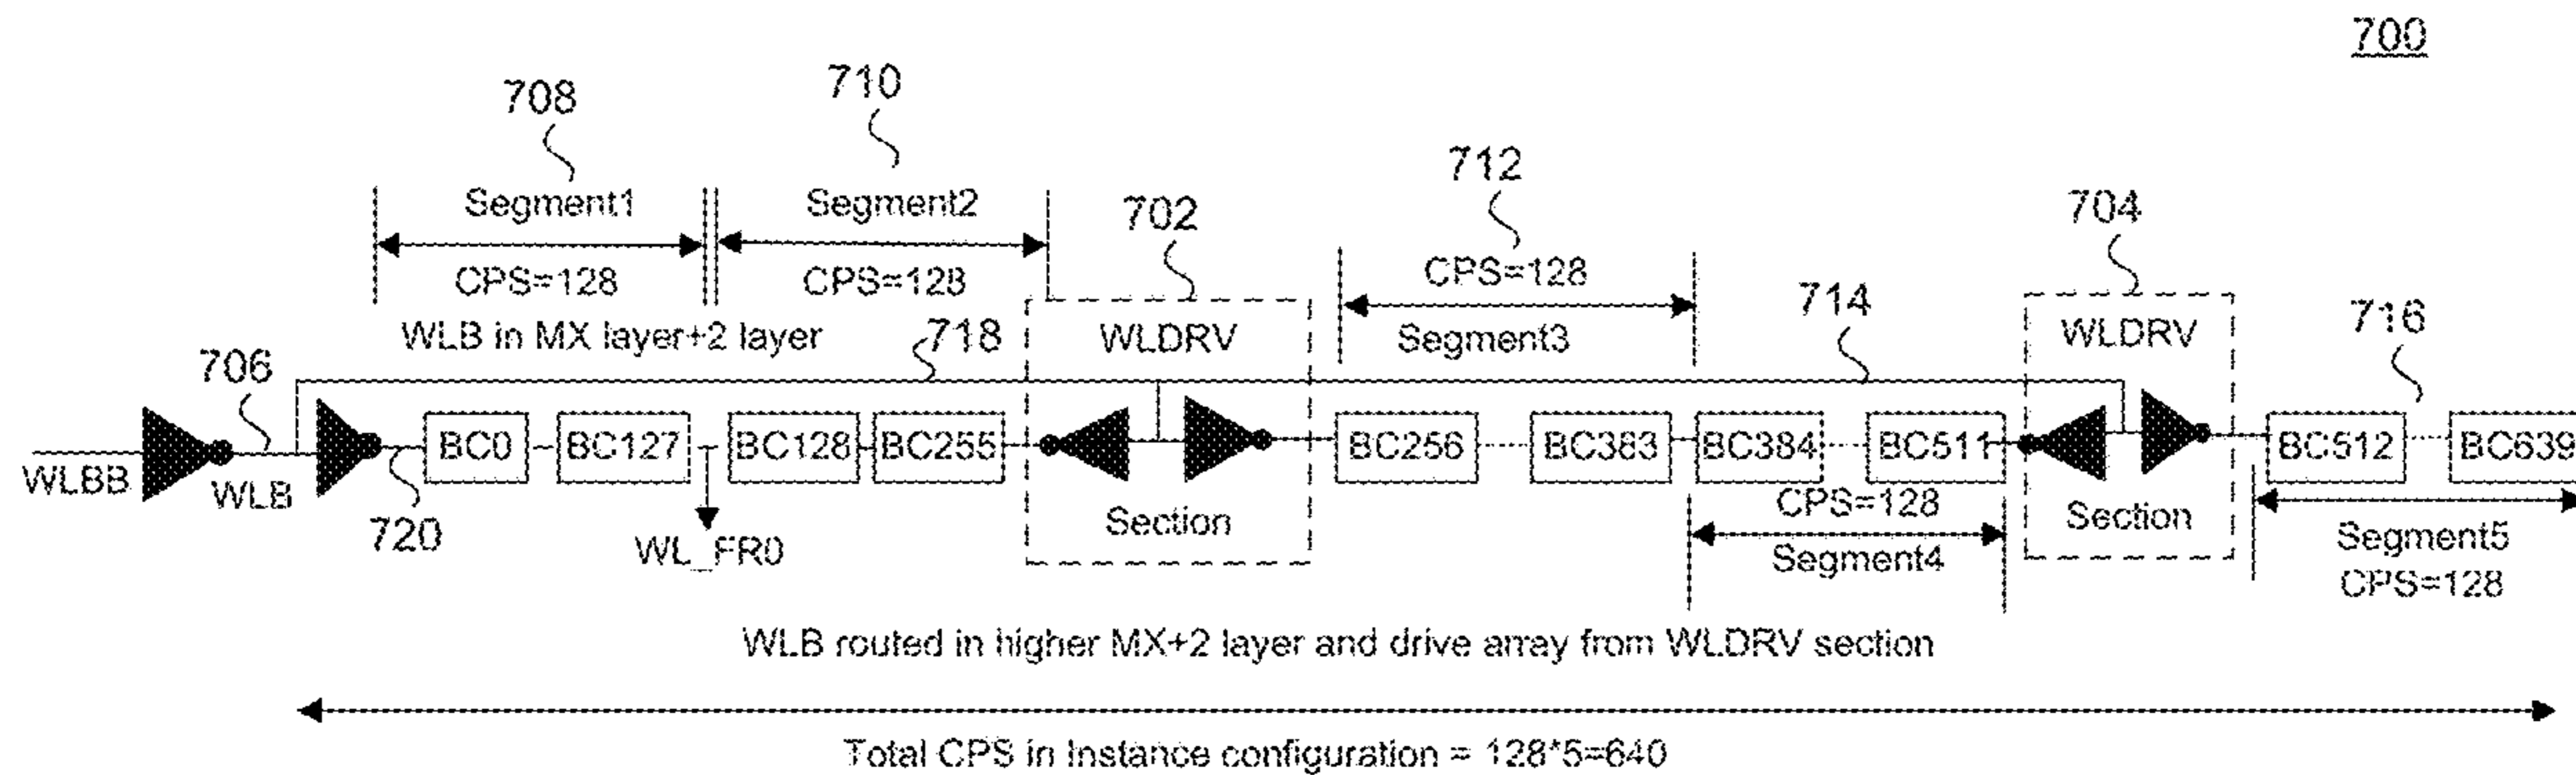 700
708
710
Segment1
Segment2
CPS=128
CPS=128
702
712
CPS=128
Segment3
704
WLB in MX layer+2 layer
718
WLDRV
714
WLDRV
716
706
WLBB
WLB
720
BC0
BC127
BC128
BC255
BC256
BC383
BC384
BC511
BC512
BC639
WL_FR0
Section
CPS=128
Segment4
Section
Segment5
CPS=128
WLB routed in higher MX+2 layer and drive array from WLDRV section
Total CPS in Instance configuration = 128*5=640